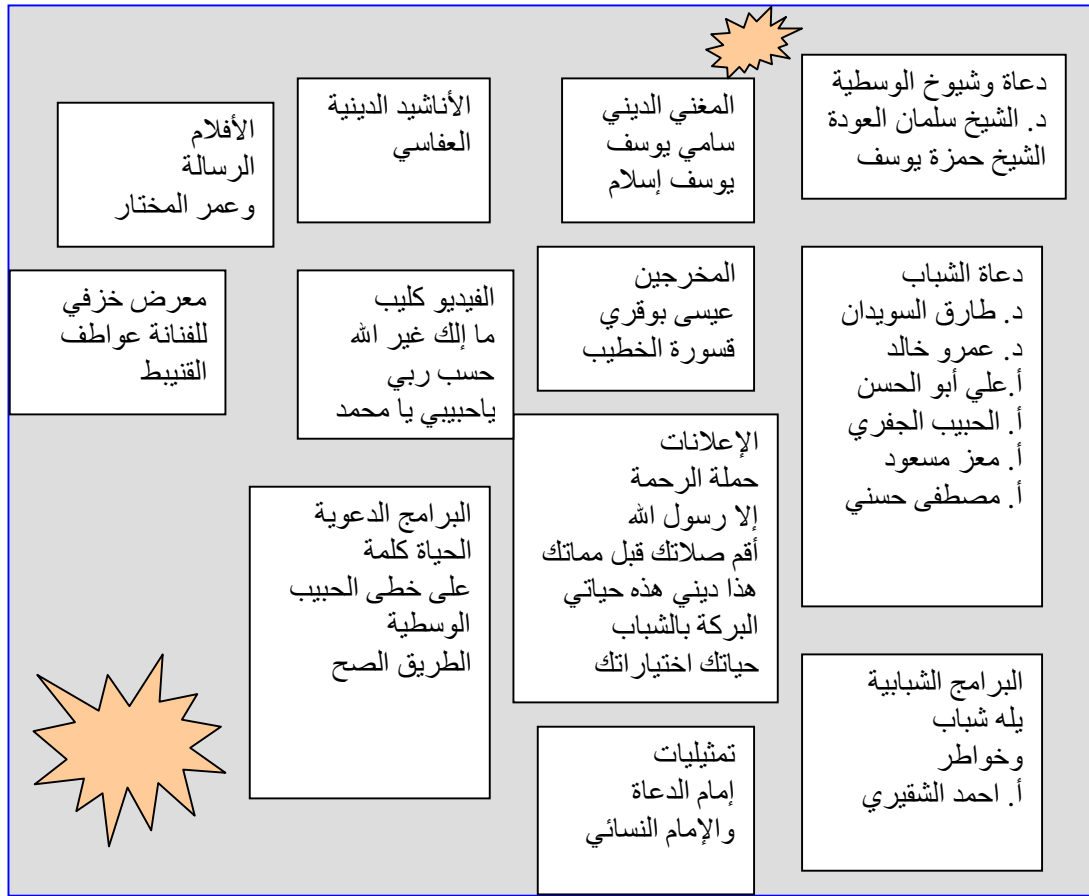 دعاة وشيوخ الوسطية
د. الشيخ سلمان العودة
الشيخ حمزة يوسف
المغني الديني
سامي يوسف
يوسف إسلام
الأناشيد الدينية
العفاسي
الأفلام
الرسالة
وعمر المختار
دعاة الشباب
د. طارق السويدان
د. عمرو خالد
أ.علي أبو الحسن
أ. الحبيب الجفري
أ. معز مسعود
أ. مصطفى حسني
المخرجين
عيسى بوقري
قسورة الخطيب
الفيديو كليب
ما إلك غير الله
حسب ربي
ياحبيبي يا محمد
معرض خزفي
للفنانة عواطف
القنيبط
الإعلانات
حملة الرحمة
إلا رسول الله
أقم صلاتك قبل مماتك
هذا ديني هذه حياتي
البركة بالشباب
حياتك اختياراتك
البرامج الدعوية
الحياة كلمة
على خطى الحبيب
الوسطية
الطريق الصح
البرامج الشبابية
يله شباب
وخواطر
أ. احمد الشقيري
تمثيليات
إمام الدعاة
والإمام النسائي